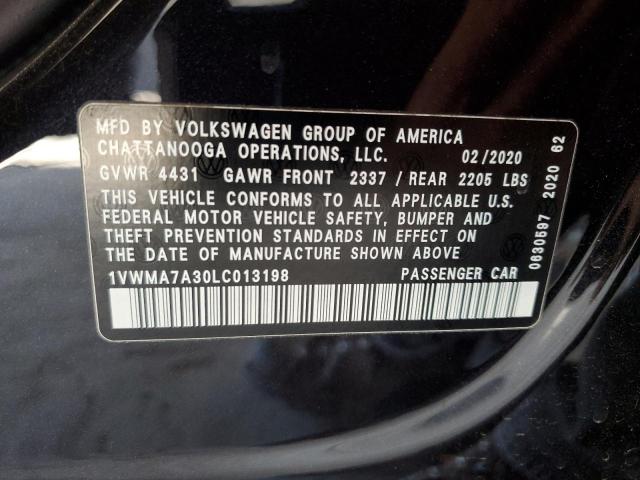 MFD BY VOLKSWAGEN GROUP OF AMERICA
CHATTANOOGA OPERATIONS, LLC. 02/2020
GVWR 4431 GAWR FRONT 2337 / REAR 2205 LBS
THIS VEHICLE CONFORMS TO ALL APPLICABLE U.S.
FEDERAL MOTOR VEHICLE SAFETY, BUMPER AND
THEFT PREVENTION STANDARDS IN EFFECT ON
THE DATE OF MANUFACTURE SHOWN ABOVE
1VWMA7A30LC013198 PASSENGER CAR
0630597 2020 62